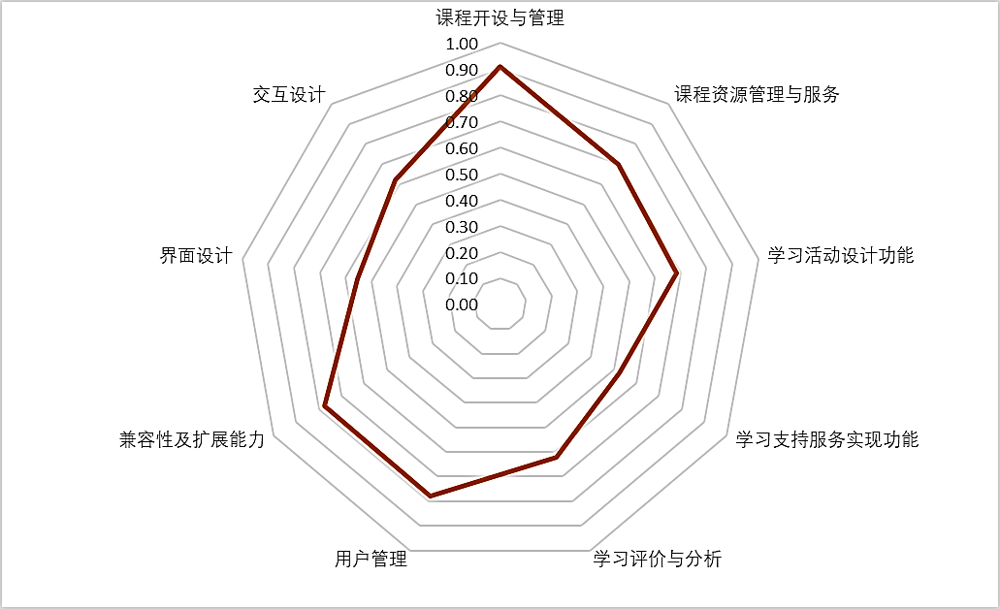 课程开设与管理
1.00
0.90
0.80
0.70
0.60
0.50
0.40
0.30
0.20
0.10
0.00
课程资源管理与服务
学习活动设计功能
学习支持服务实现功能
学习评价与分析
用户管理
兼容性及扩展能力
界面设计
交互设计